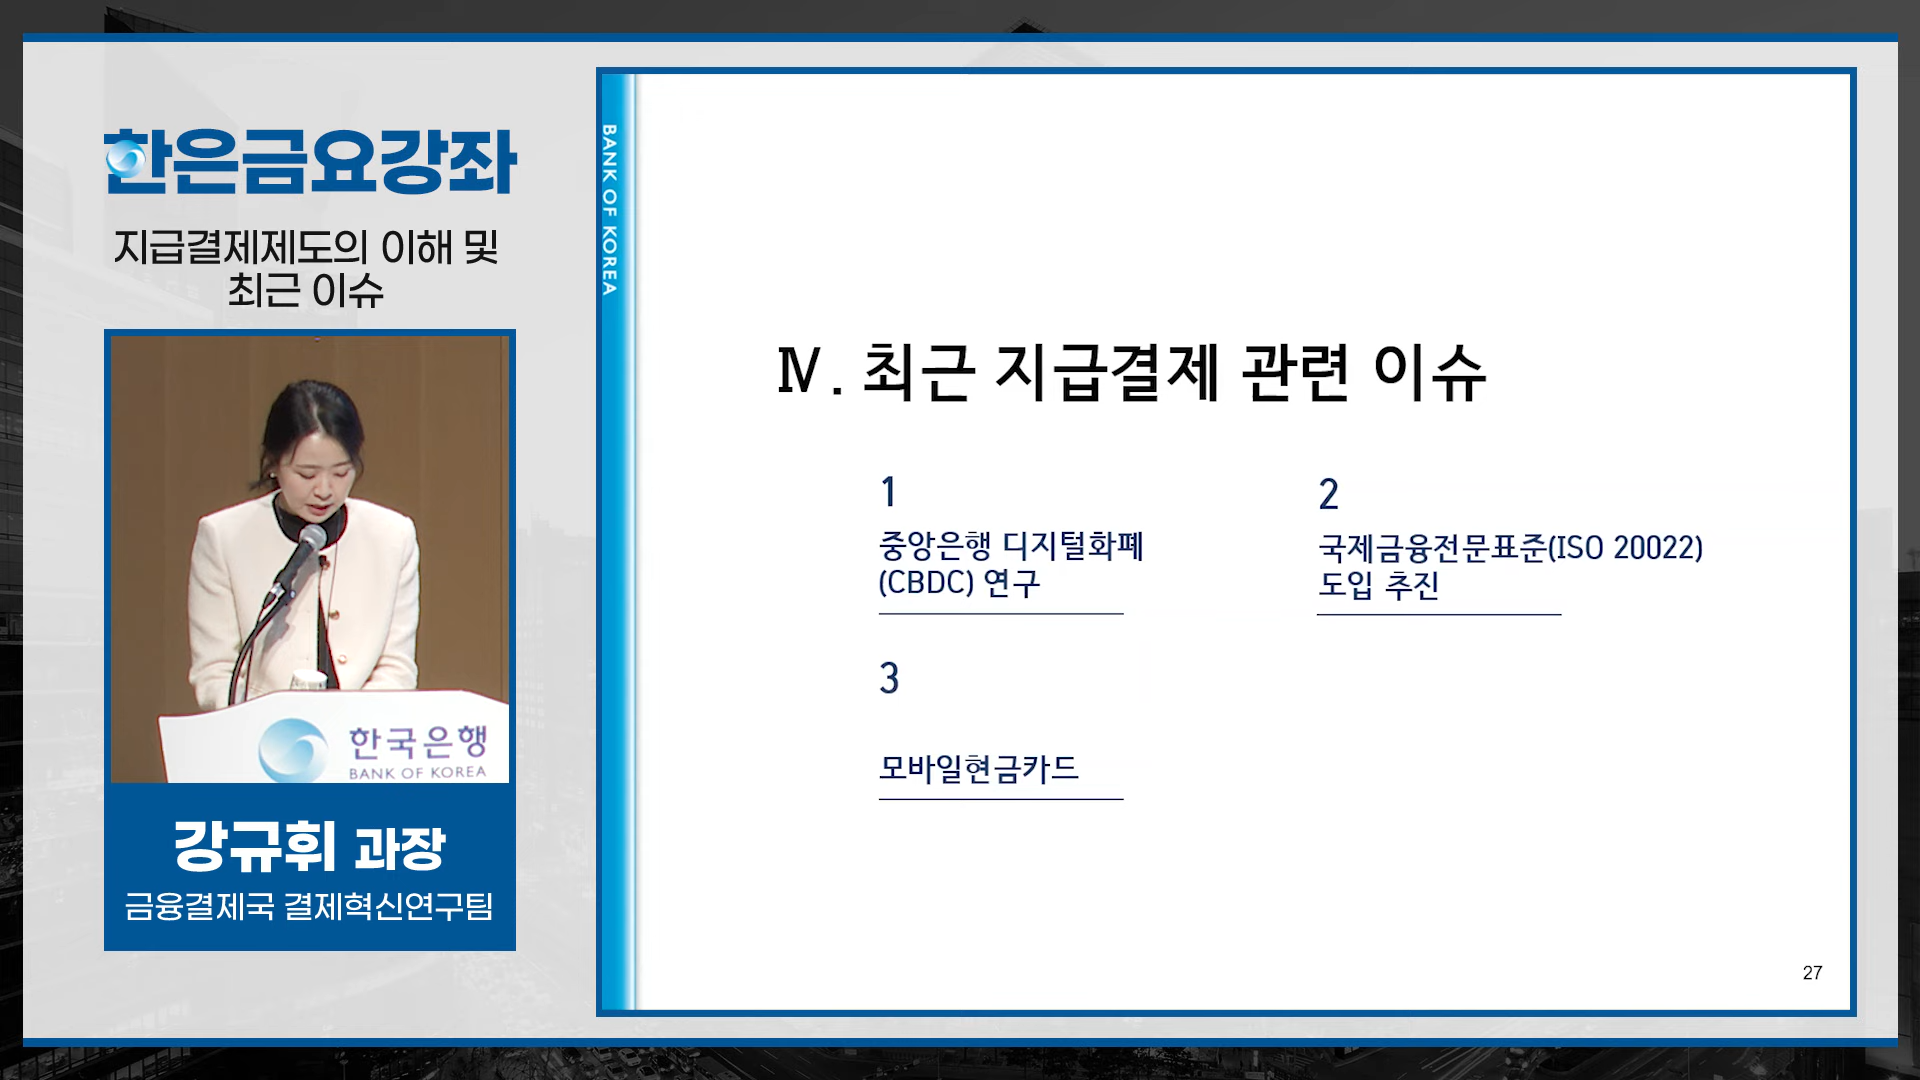 한은금요강좌
지급결제제도의 이해 및
최근 이슈
한국은행
BANK OF KOREA
강규휘 과장
금융결제국 결제혁신연구팀
BANK OF KOREA
Ⅳ. 최근 지급결제 관련 이슈
1
중앙은행 디지털화폐
(CBDC) 연구
2
국제금융전문표준(ISO 20022)
도입 추진
3
모바일현금카드
27